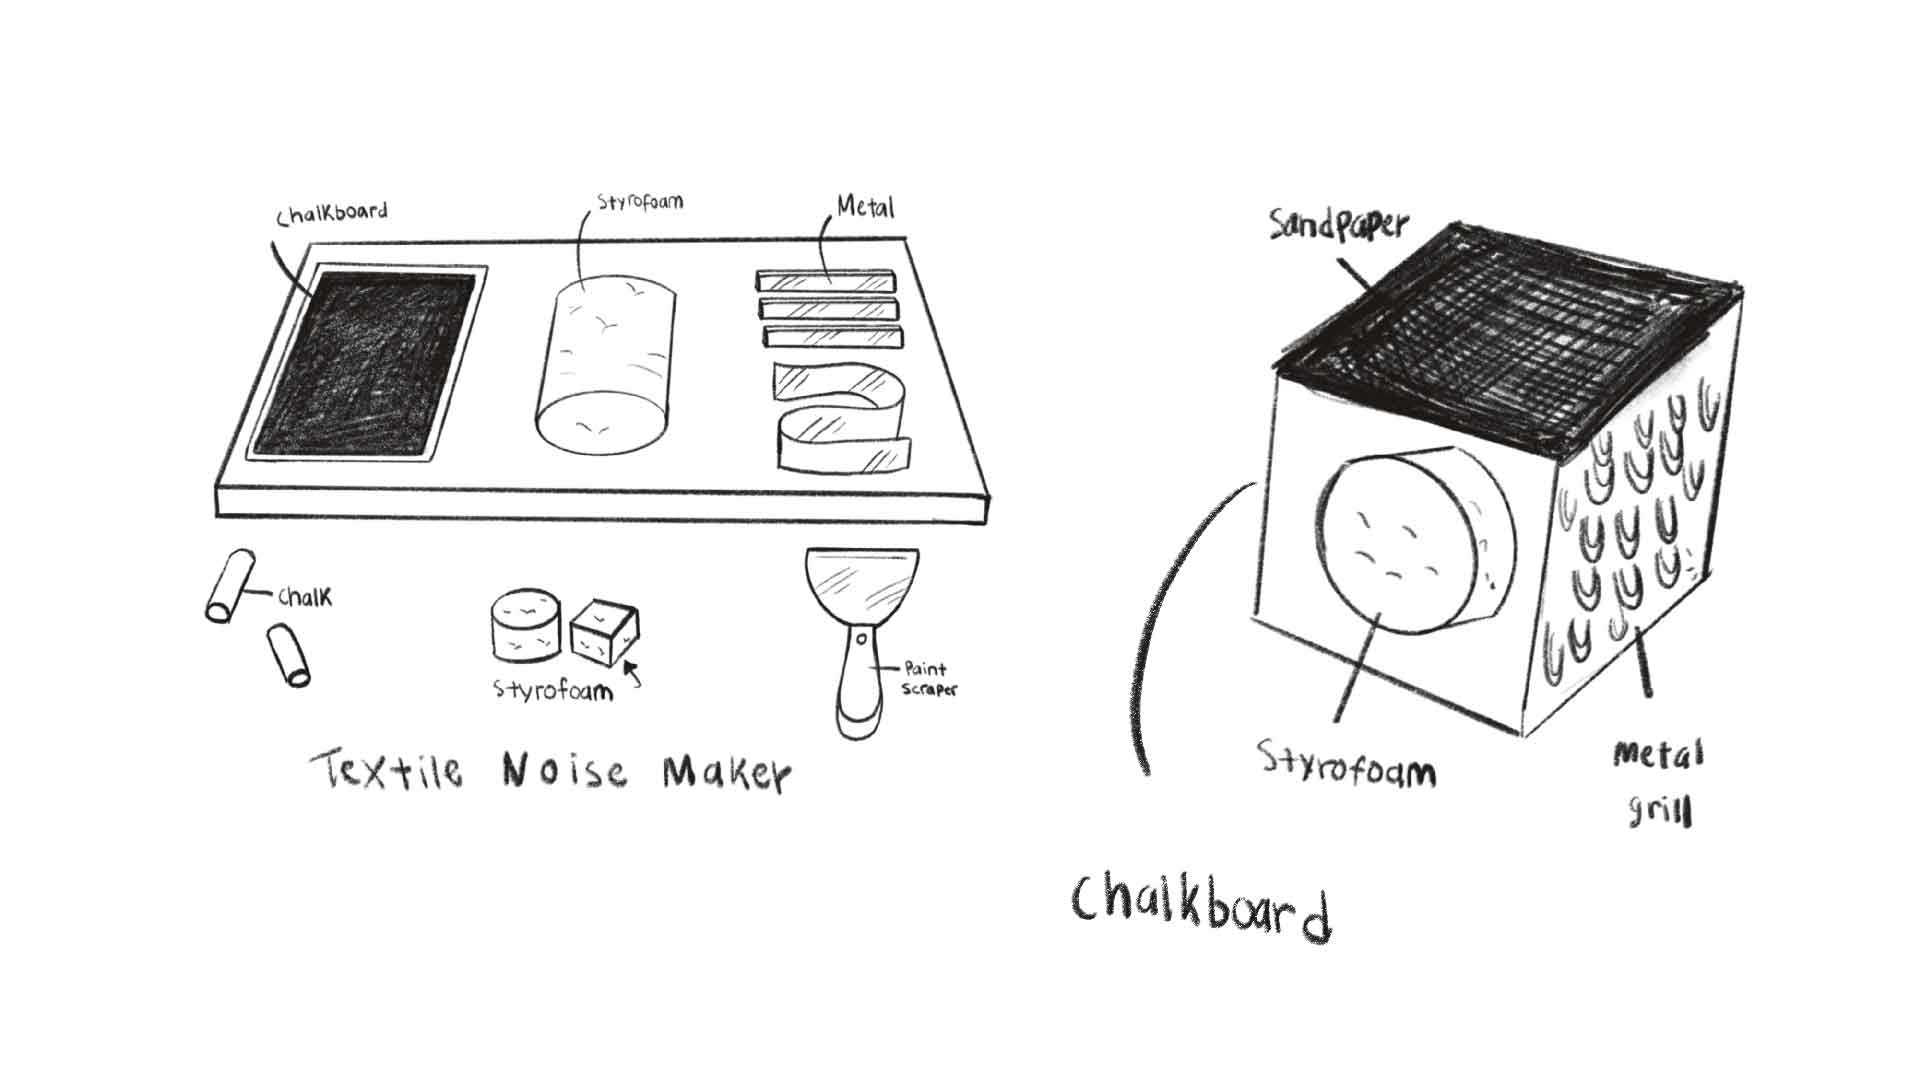 Chalkboard
Styrofoam
Metal
Chalk
Styrofoam
Paint
Scraper
Textile Noise Maker
Sandpaper
Styrofoam
Metal
grill
Chalkboard